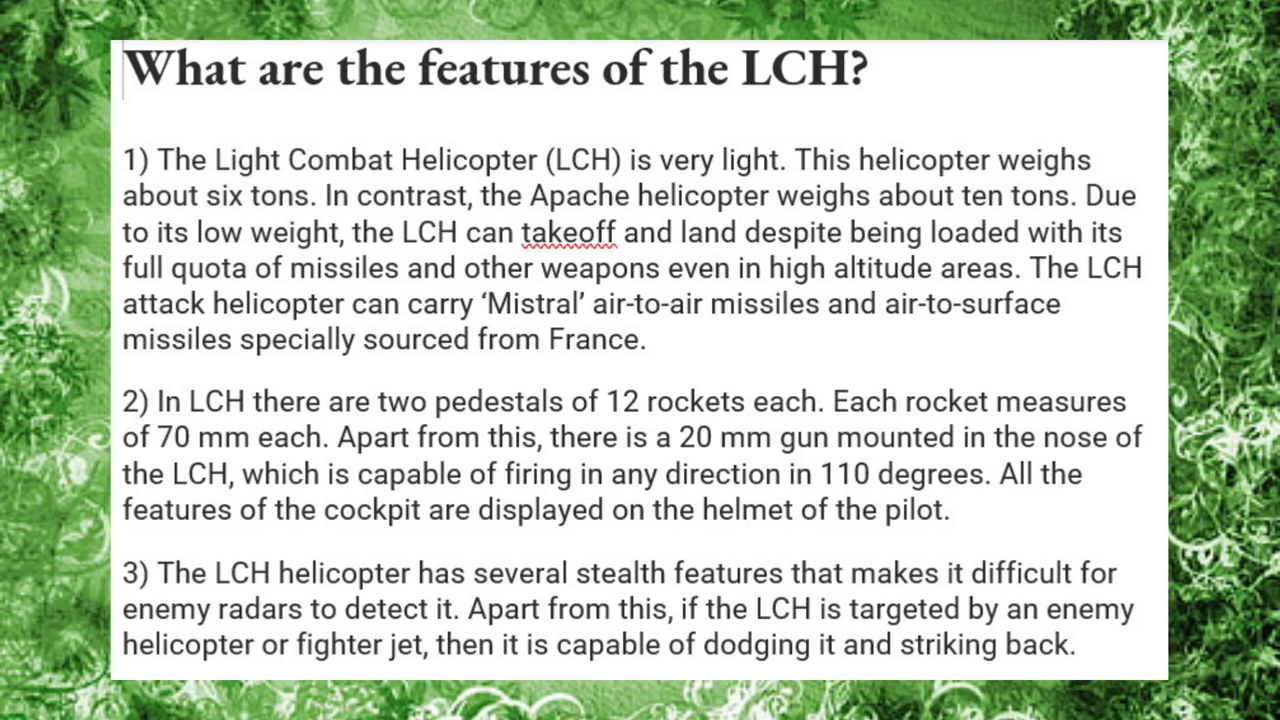 What are the features of the LCH?
1) The Light Combat Helicopter (LCH) is very light. This helicopter weighs
about six tons. In contrast, the Apache helicopter weighs about ten tons. Due
to its low weight, the LCH can takeoff and land despite being loaded with its
full quota of missiles and other weapons even in high altitude areas. The LCH
attack helicopter can carry ‘Mistral’ air-to-air missiles and air-to-surface
missiles specially sourced from France.
2) In LCH there are two pedestals of 12 rockets each. Each rocket measures
of 70 mm each. Apart from this, there is a 20 mm gun mounted in the nose of
the LCH, which is capable of firing in any direction in 110 degrees. All the
features of the cockpit are displayed on the helmet of the pilot.
3) The LCH helicopter has several stealth features that makes it difficult for
enemy radars to detect it. Apart from this, if the LCH is targeted by an enemy
helicopter or fighter jet, then it is capable of dodging it and striking back.